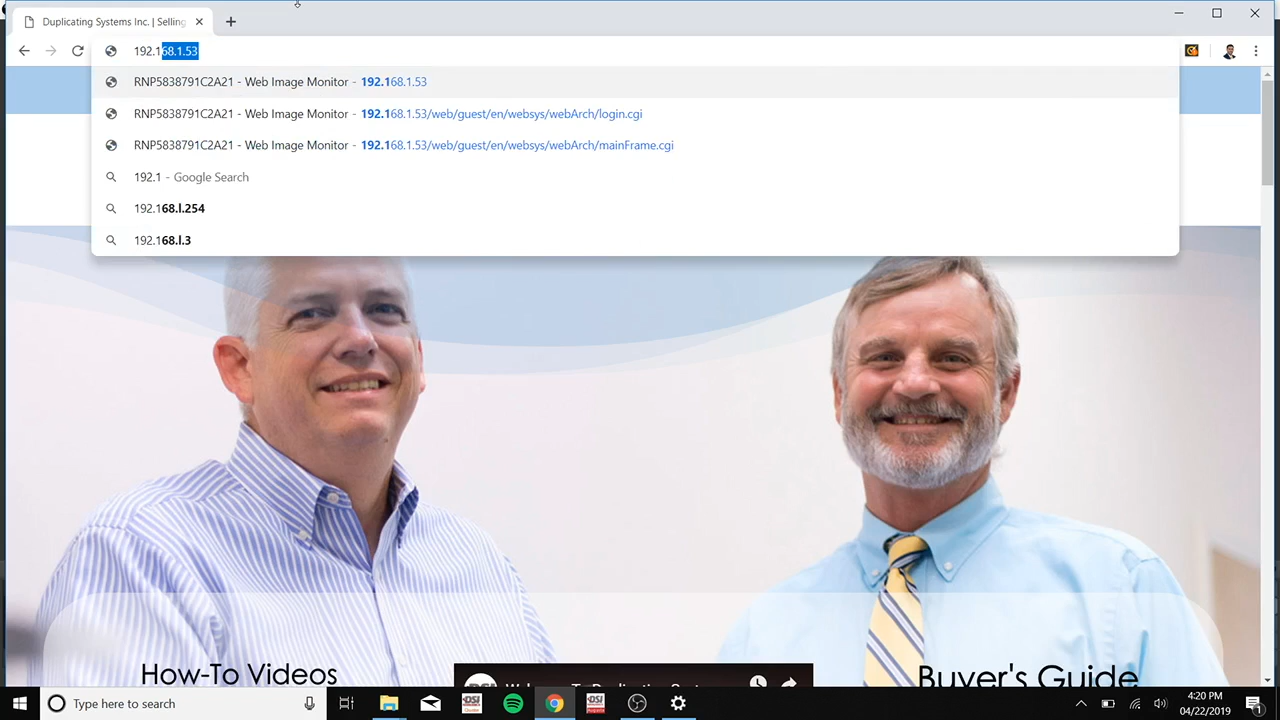 Duplicating Systems Inc. | Selling
192.168.1.53
RNP5838791C2A21 - Web Image Monitor - 192.168.1.53
RNP5838791C2A21 - Web Image Monitor - 192.168.1.53/web/guest/en/websys/webArch/login.cgi
RNP5838791C2A21 - Web Image Monitor - 192.168.1.53/web/guest/en/websys/webArch/mainFrame.cgi
192.1 - Google Search
192.168.l.254
192.168.l.3
How-To Videos
Buyer's Guide
Type here to search
DSI
DSI
4:20 PM
04/22/2019
1